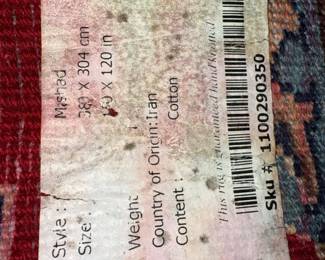 Style : Mishad
Size : X 304 cm
X 120 in
Weight
Country of Origin: Iran
Content : Cotton
This rug is guaranteed hand knotted
Sku #: 1100290350